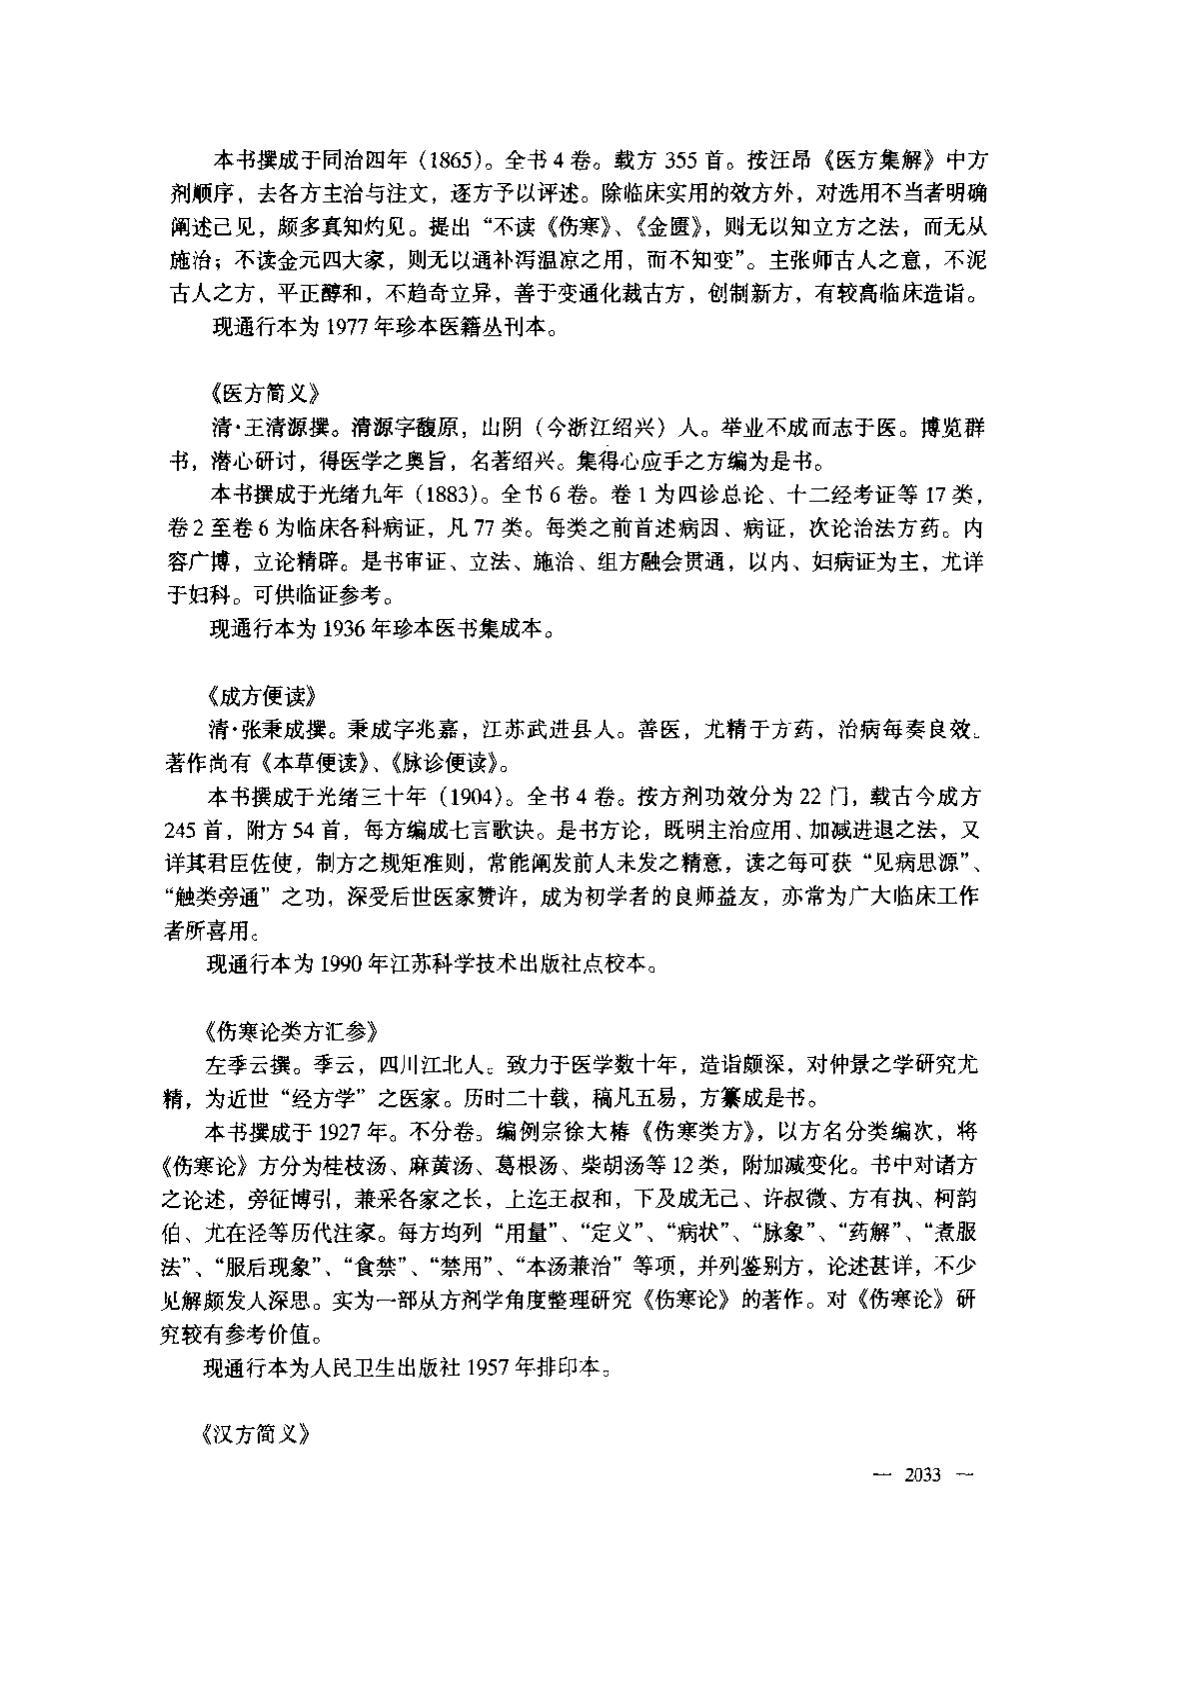 本书撰成于同治四年（1865）。全书 4 卷。载方 355 首。按汪昂《医方集解》中方
剂顺序，去各方主治与注文，逐方予以评述。除临床实用的效方外，对选用不当者明确
阐述己见，颇多真知灼见。提出“不读《伤寒》、《金匮》，则无以知立方之法，而无从
施治；不读金元四大家，则无以通补泻温凉之用，而不知变”。主张师古人之意，不泥
古人之方，平正醇和，不趋奇立异，善于变通化裁古方，创制新方，有较高临床造诣。
现通行本为 1977 年珍本医籍丛刊本。
《医方简义》
清·王清源撰。清源字馥原，山阴（今浙江绍兴）人。举业不成而志于医。博览群
书，潜心研讨，得医学之奥旨，名著绍兴。集得心应手之方编为是书。
本书撰成于光绪九年（1883）。全书 6 卷。卷 1 为四诊总论、十二经考证等 17 类，
卷 2 至卷 6 为临床各科病证，凡 77 类。每类之前首述病因、病证，次论治法方药。内
容广博，立论精辟。是书审证、立法、施治、组方融会贯通，以内、妇病证为主，尤详
于妇科。可供临证参考。
现通行本为 1936 年珍本医书集成本。
《成方便读》
清·张秉成撰。秉成字兆嘉，江苏武进县人。善医，尤精于方药，治病每奏良效。
著作尚有《本草便读》、《脉诊便读》。
本书撰成于光绪三十年（1904）。全书 4 卷。按方剂功效分为 22 门，载古今成方
245 首，附方 54 首，每方编成七言歌诀。是书方论，既明主治应用、加减进退之法，又
详其君臣佐使，制方之规矩准则，常能阐发前人未发之精意，读之每可获“见病思源”、
“触类旁通”之功，深受后世医家赞许，成为初学者的良师益友，亦常为广大临床工作
者所喜用。
现通行本为 1990 年江苏科学技术出版社点校本。
《伤寒论类方汇参》
左季云撰。季云，四川江北人。致力于医学数十年，造诣颇深，对仲景之学研究尤
精，为近世“经方学”之医家。历时二十载，稿凡五易，方纂成是书。
本书撰成于 1927 年。不分卷。编例宗徐大椿《伤寒类方》，以方名分类编次，将
《伤寒论》方分为桂枝汤、麻黄汤、葛根汤、柴胡汤等 12 类，附加减变化。书中对诸方
之论述，旁征博引，兼采各家之长，上迄王叔和，下及成无己、许叔微、方有执、柯韵
伯、尤在泾等历代注家。每方均列“用量”、“定义”、“病状”、“脉象”、“药解”、“煮服
法”、“服后现象”、“食禁”、“禁用”、“本汤兼治”等项，并列鉴别方，论述甚详，不少
见解颇发人深思。实为一部从方剂学角度整理研究《伤寒论》的著作。对《伤寒论》研
究较有参考价值。
现通行本为人民卫生出版社 1957 年排印本。
《汉方简义》
— 2033 —